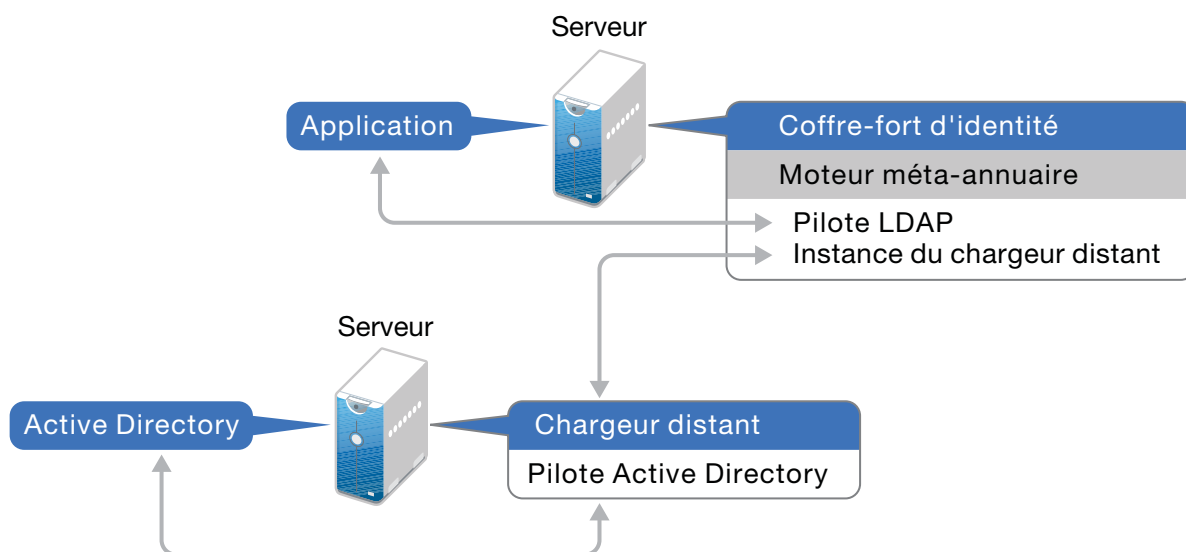 Serveur
Application
Coffre-fort d'identité
Moteur méta-annuaire
Pilote LDAP
Instance du chargeur distant
Serveur
Active Directory
Chargeur distant
Pilote Active Directory